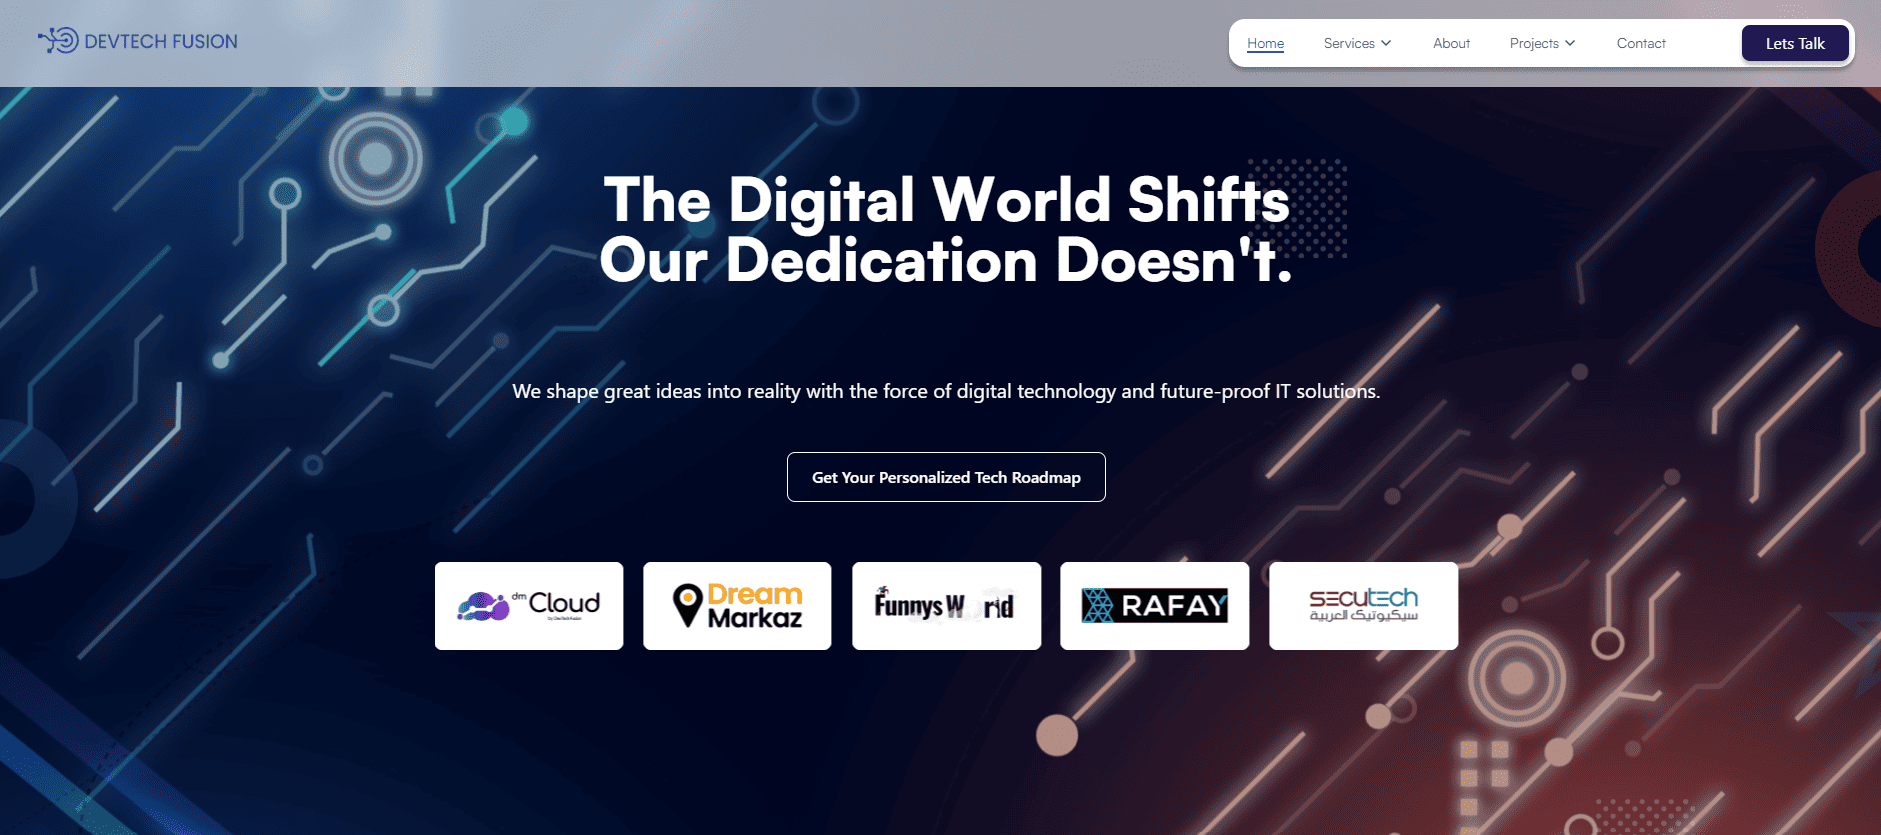 DEVTECH FUSION
Home Services About Projects Contact Lets Talk
The Digital World Shifts
Our Dedication Doesn't.
We shape great ideas into reality with the force of digital technology and future-proof IT solutions.
Get Your Personalized Tech Roadmap
dm Cloud
by DevTechFusion
Dream
Markaz
Funnys W rld
RAFAY
secutech
سيكيوتيك العربية